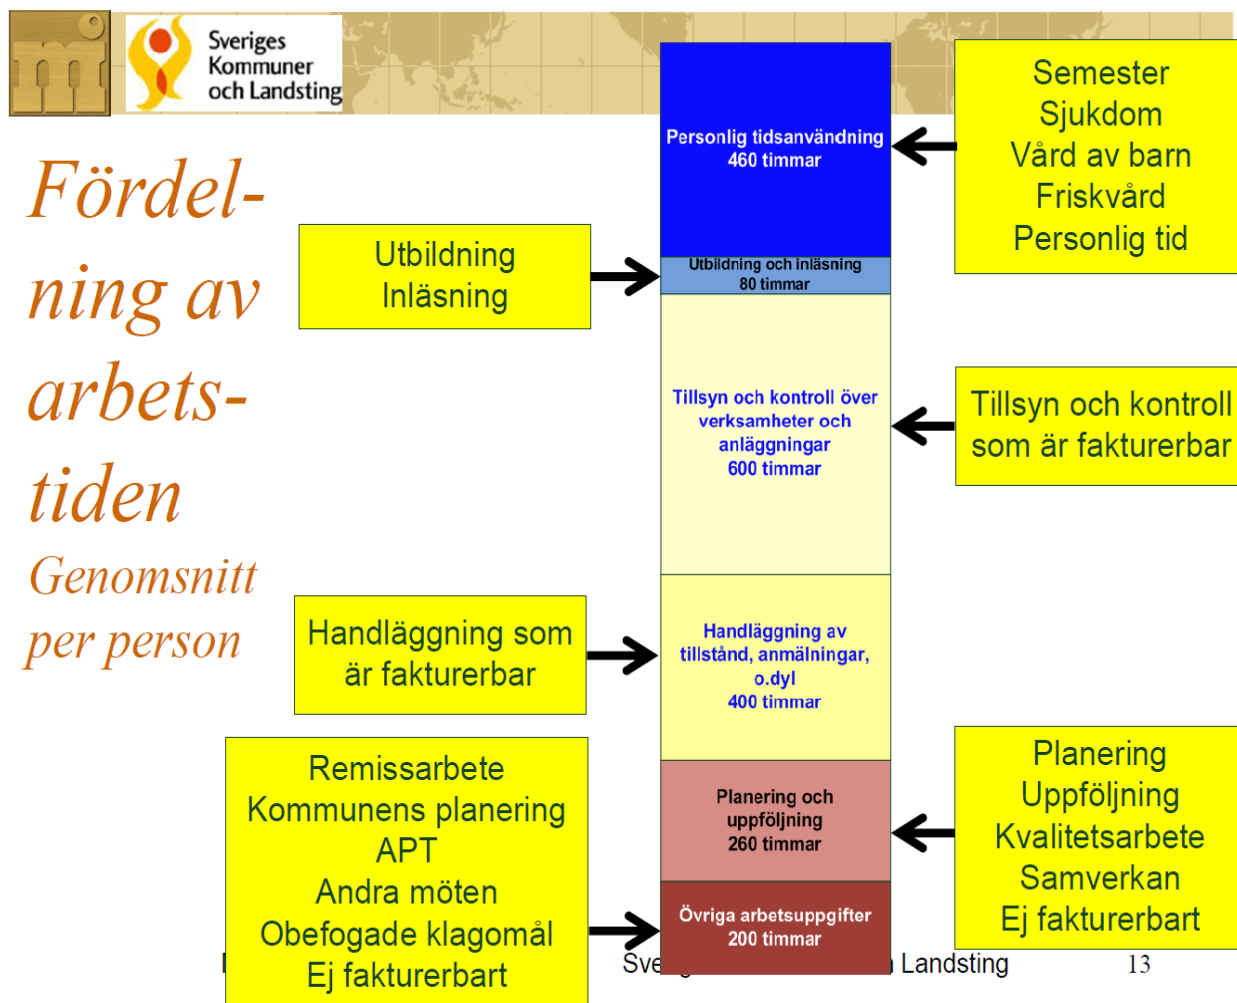 Sveriges
Kommuner
och Landsting
Fördel-
ning av
arbets-
tiden
Genomsnitt
per person
Personlig tidsanvändning
460 timmar
Semester
Sjukdom
Vård av barn
Friskvård
Personlig tid
Utbildning
Inläsning
Utbildning och inläsning
80 timmar
Tillsyn och kontroll över
verksamheter och
anläggningar
600 timmar
Tillsyn och kontroll
som är fakturerbar
Handläggning som
är fakturerbar
Handläggning av
tillstånd, anmälningar,
o.dyl
400 timmar
Remissarbete
Kommunens planering
APT
Andra möten
Obefogade klagomål
Ej fakturerbart
Planering och
uppföljning
260 timmar
Planering
Uppföljning
Kvalitetsarbete
Samverkan
Ej fakturerbart
Övriga arbetsuppgifter
200 timmar
Landsting
13